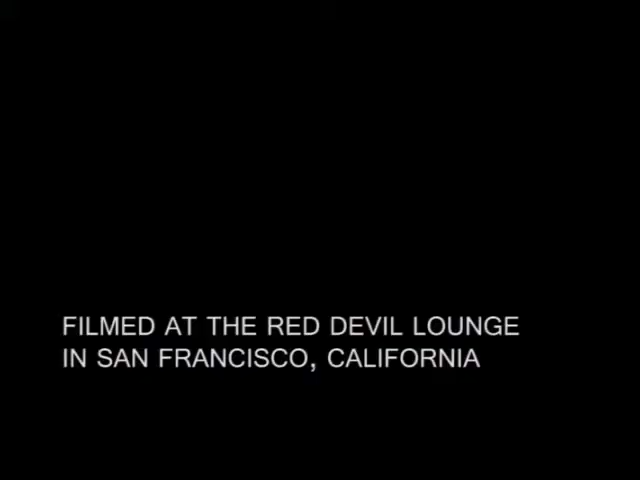 FILMED AT THE RED DEVIL LOUNGE
IN SAN FRANCISCO, CALIFORNIA